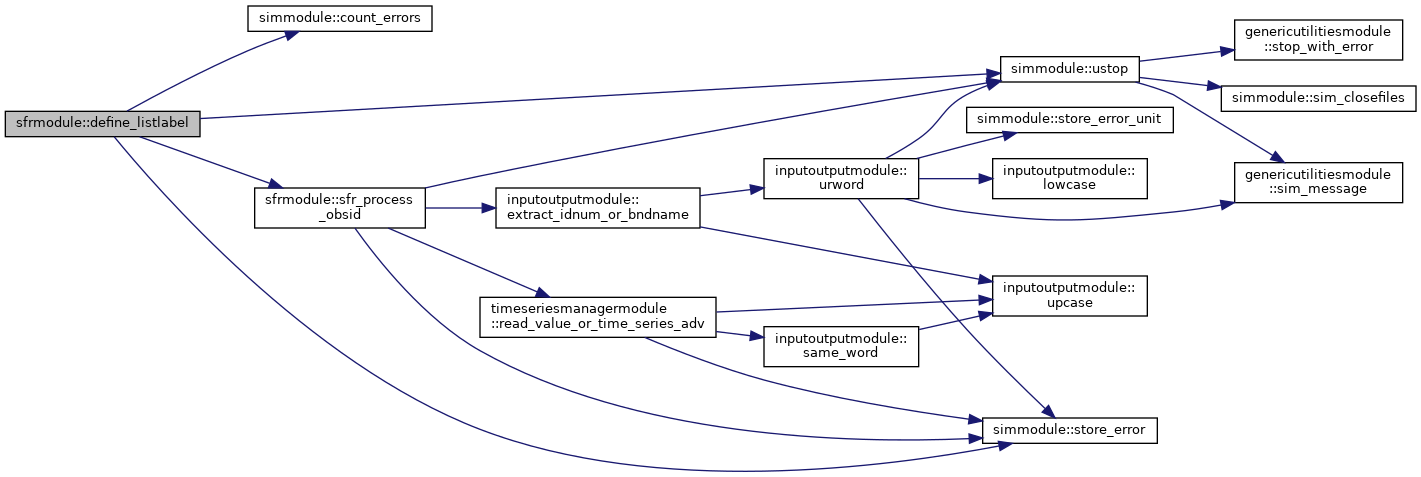 simmodule::count_errors
genericutilitiesmodule
::stop_with_error
simmodule::ustop
simmodule::sim_closefiles
sfrmodule::define_listlabel
simmodule::store_error_unit
inputoutputmodule::
urword
inputoutputmodule::
lowcase
genericutilitiesmodule
::sim_message
sfrmodule::sfr_process
_obsid
inputoutputmodule::
extract_idnum_or_bndname
inputoutputmodule::
upcase
timeseriesmanagermodule
::read_value_or_time_series_adv
inputoutputmodule::
same_word
simmodule::store_error